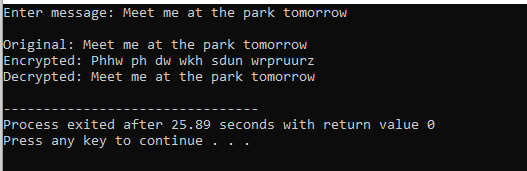 Enter message: Meet me at the park tomorrow
Original: Meet me at the park tomorrow
Encrypted: Phhw ph dw wkh sdun wrpruurz
Decrypted: Meet me at the park tomorrow
--------------------------------
Process exited after 25.89 seconds with return value 0
Press any key to continue . . .